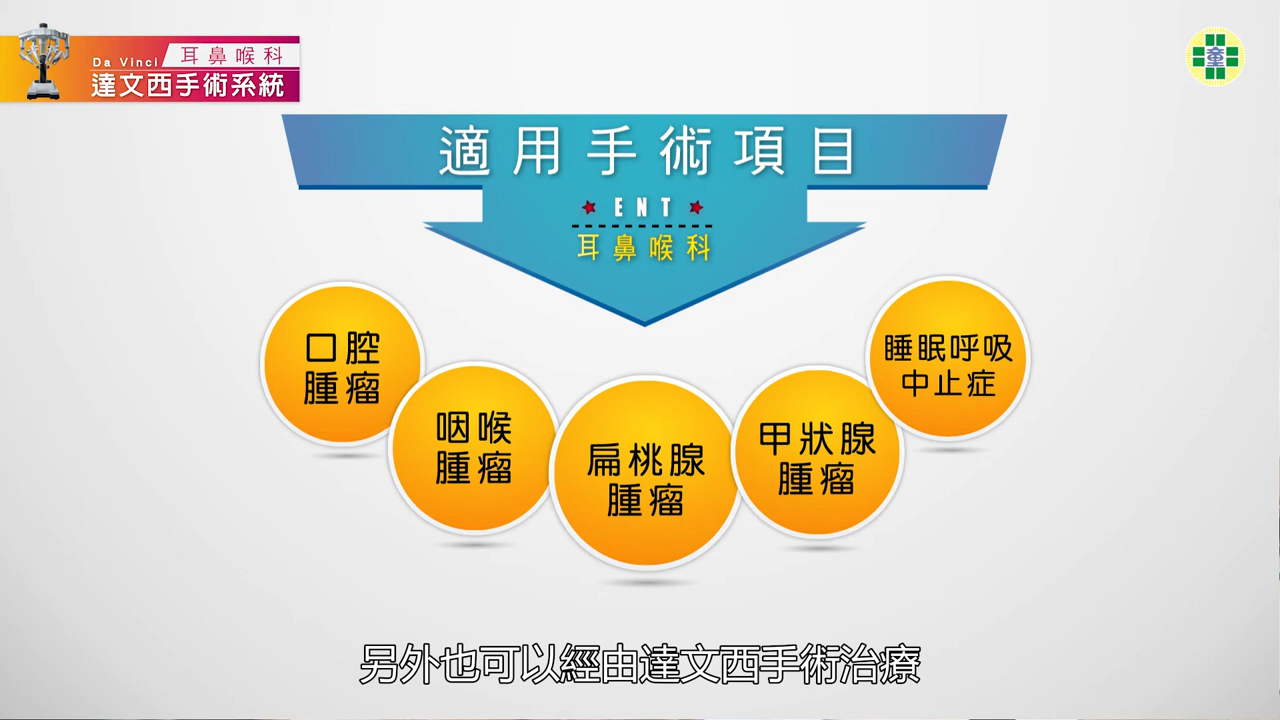 耳鼻喉科
Da Vinci
達文西手術系統
童
適用手術項目
ENT
耳鼻喉科
口腔
腫瘤
咽喉
腫瘤
扁桃腺
腫瘤
甲狀腺
腫瘤
睡眠呼吸
中止症
另外也可以經由達文西手術治療